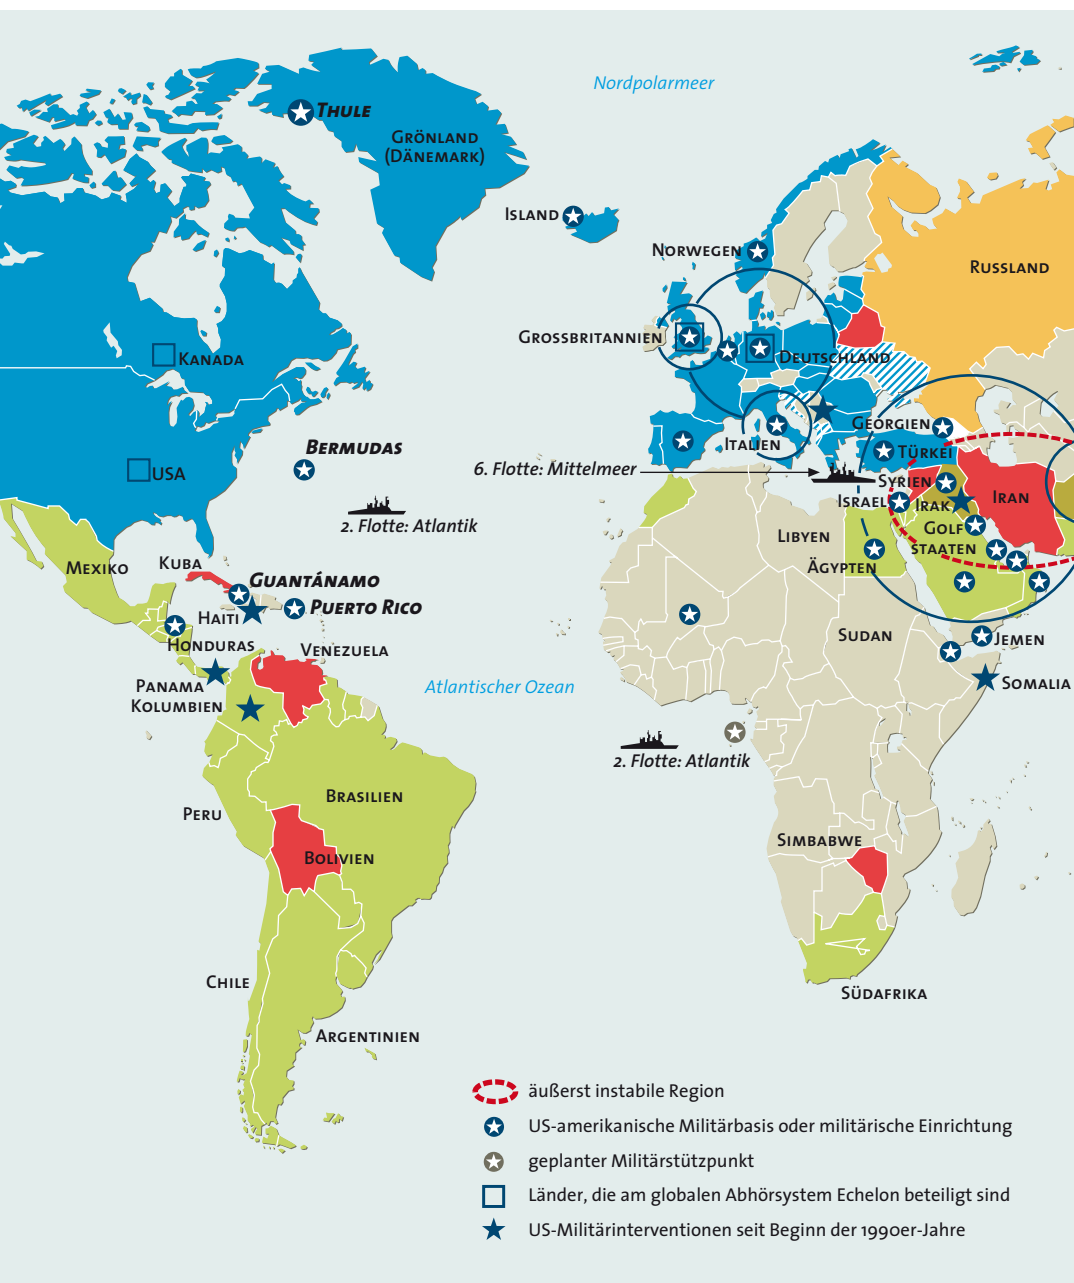 Nordpolarmeer
Thule
Grönland
(Dänemark)
Island
Norwegen
Russland
Grossbritannien
Kanada
Deutschland
Georgien
Bermudas
Italien
Türkei
USA
6. Flotte: Mittelmeer
Syrien
Iran
Israel
Irak
2. Flotte: Atlantik
Golf
staaten
Libyen
Kuba
Mexiko
Ägypten
Guantánamo
Puerto Rico
Haiti
Sudan
Jemen
Honduras
Venezuela
Panama
Atlantischer Ozean
Somalia
Kolumbien
2. Flotte: Atlantik
Brasilien
Peru
Simbabwe
Bolivien
Chile
Südafrika
Argentinien
äußerst instabile Region
US-amerikanische Militärbasis oder militärische Einrichtung
geplanter Militärstützpunkt
Länder, die am globalen Abhörsystem Echelon beteiligt sind
US-Militärinterventionen seit Beginn der 1990er-Jahre